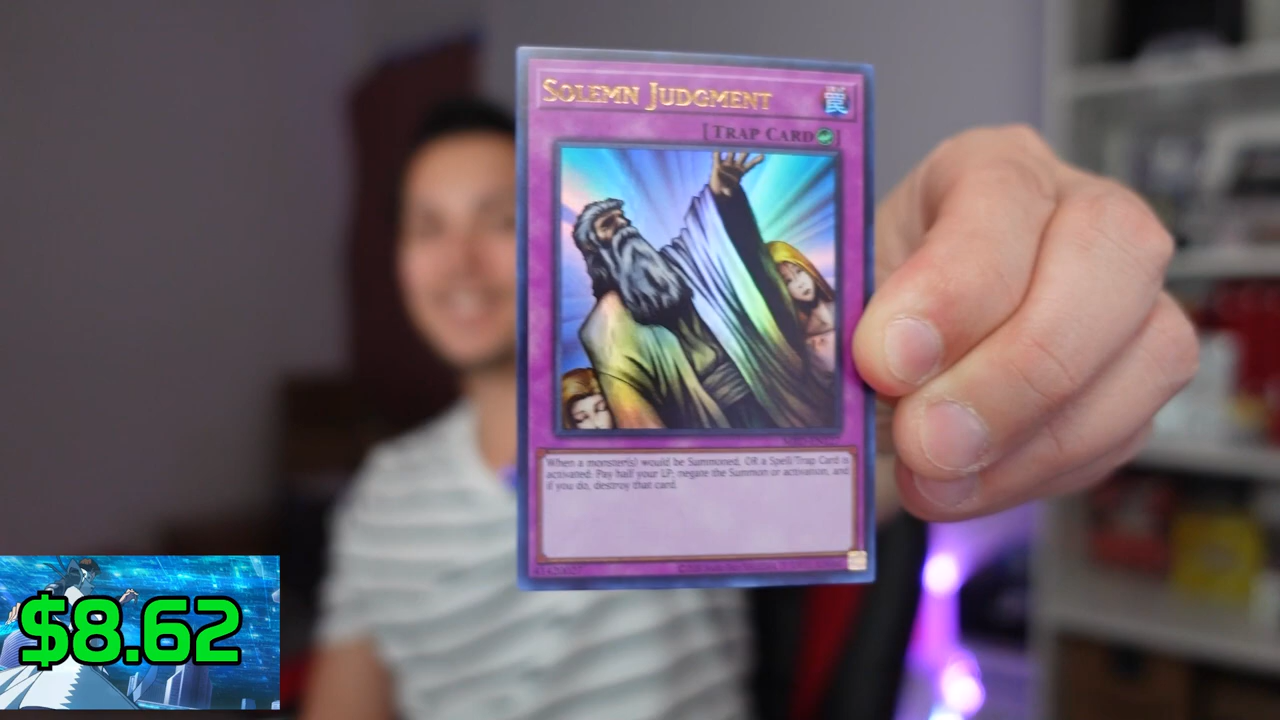 SOLEMN JUDGMENT
罠
[TRAP CARD]
When a monster(s) would be Summoned, OR a Spell/Trap Card is
activated: Pay half your LP; negate the Summon or activation, and
if you do, destroy that card.
$8.62